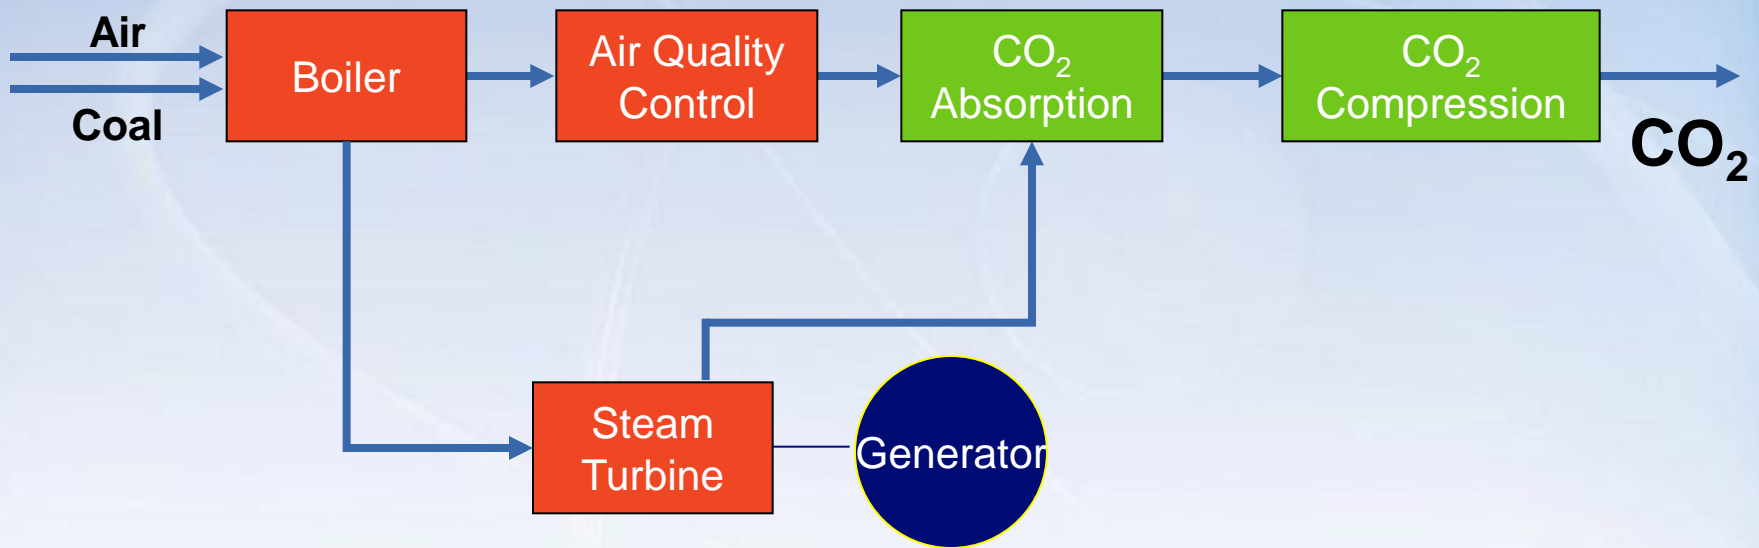 Air
Coal
Boiler
Air Quality
Control
CO₂
Absorption
CO₂
Compression
CO₂
Steam
Turbine
Generator